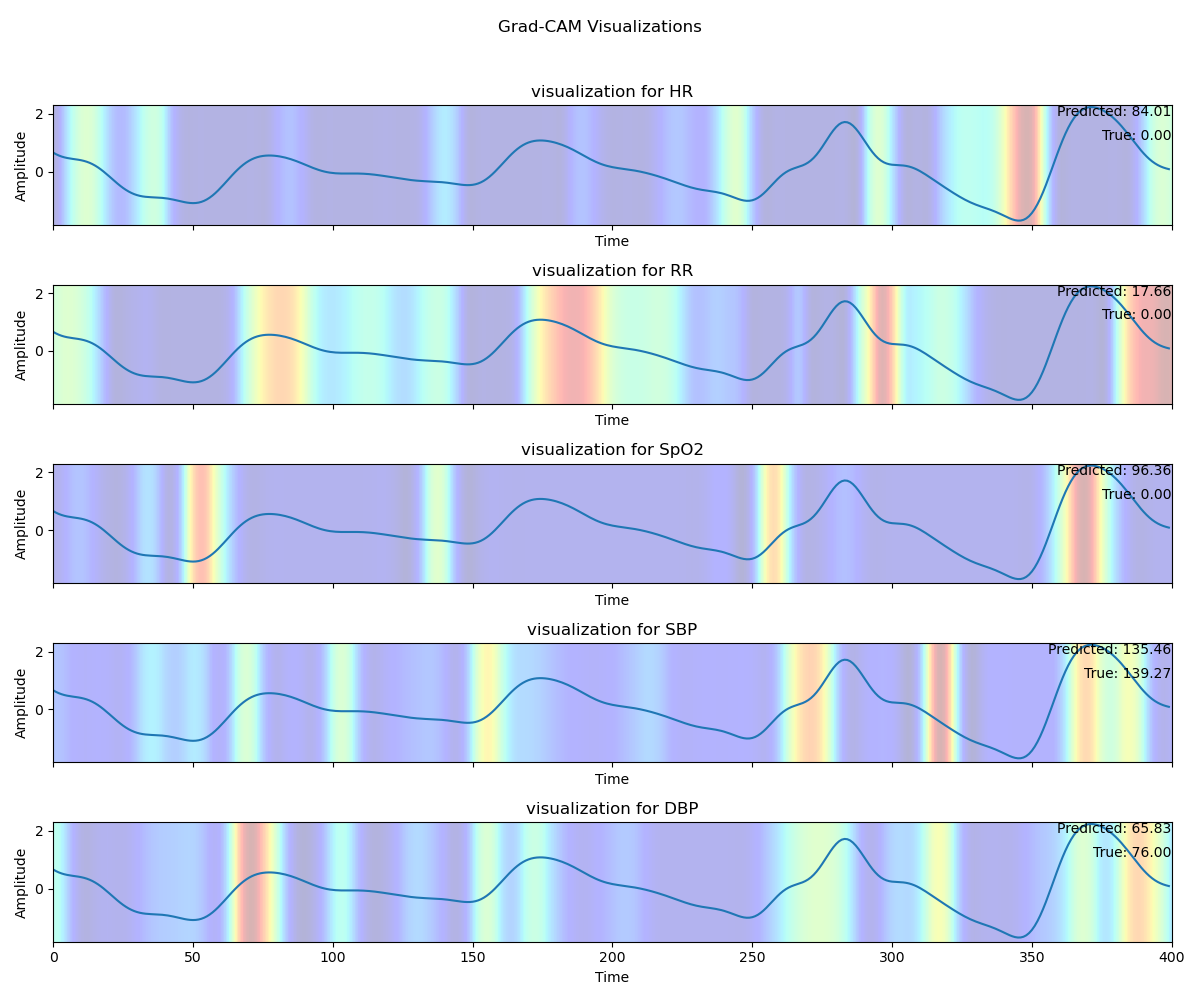 Grad-CAM Visualizations
visualization for HR
2
0
Amplitude
Predicted: 84.01
True: 0.00
Time
visualization for RR
2
0
Amplitude
Predicted: 17.66
True: 0.00
Time
visualization for SpO2
2
0
Amplitude
Predicted: 96.36
True: 0.00
Time
visualization for SBP
2
0
Amplitude
Predicted: 135.46
True: 139.27
Time
visualization for DBP
2
0
Amplitude
Predicted: 65.83
True: 76.00
0 50 100 150 200 250 300 350 400
Time